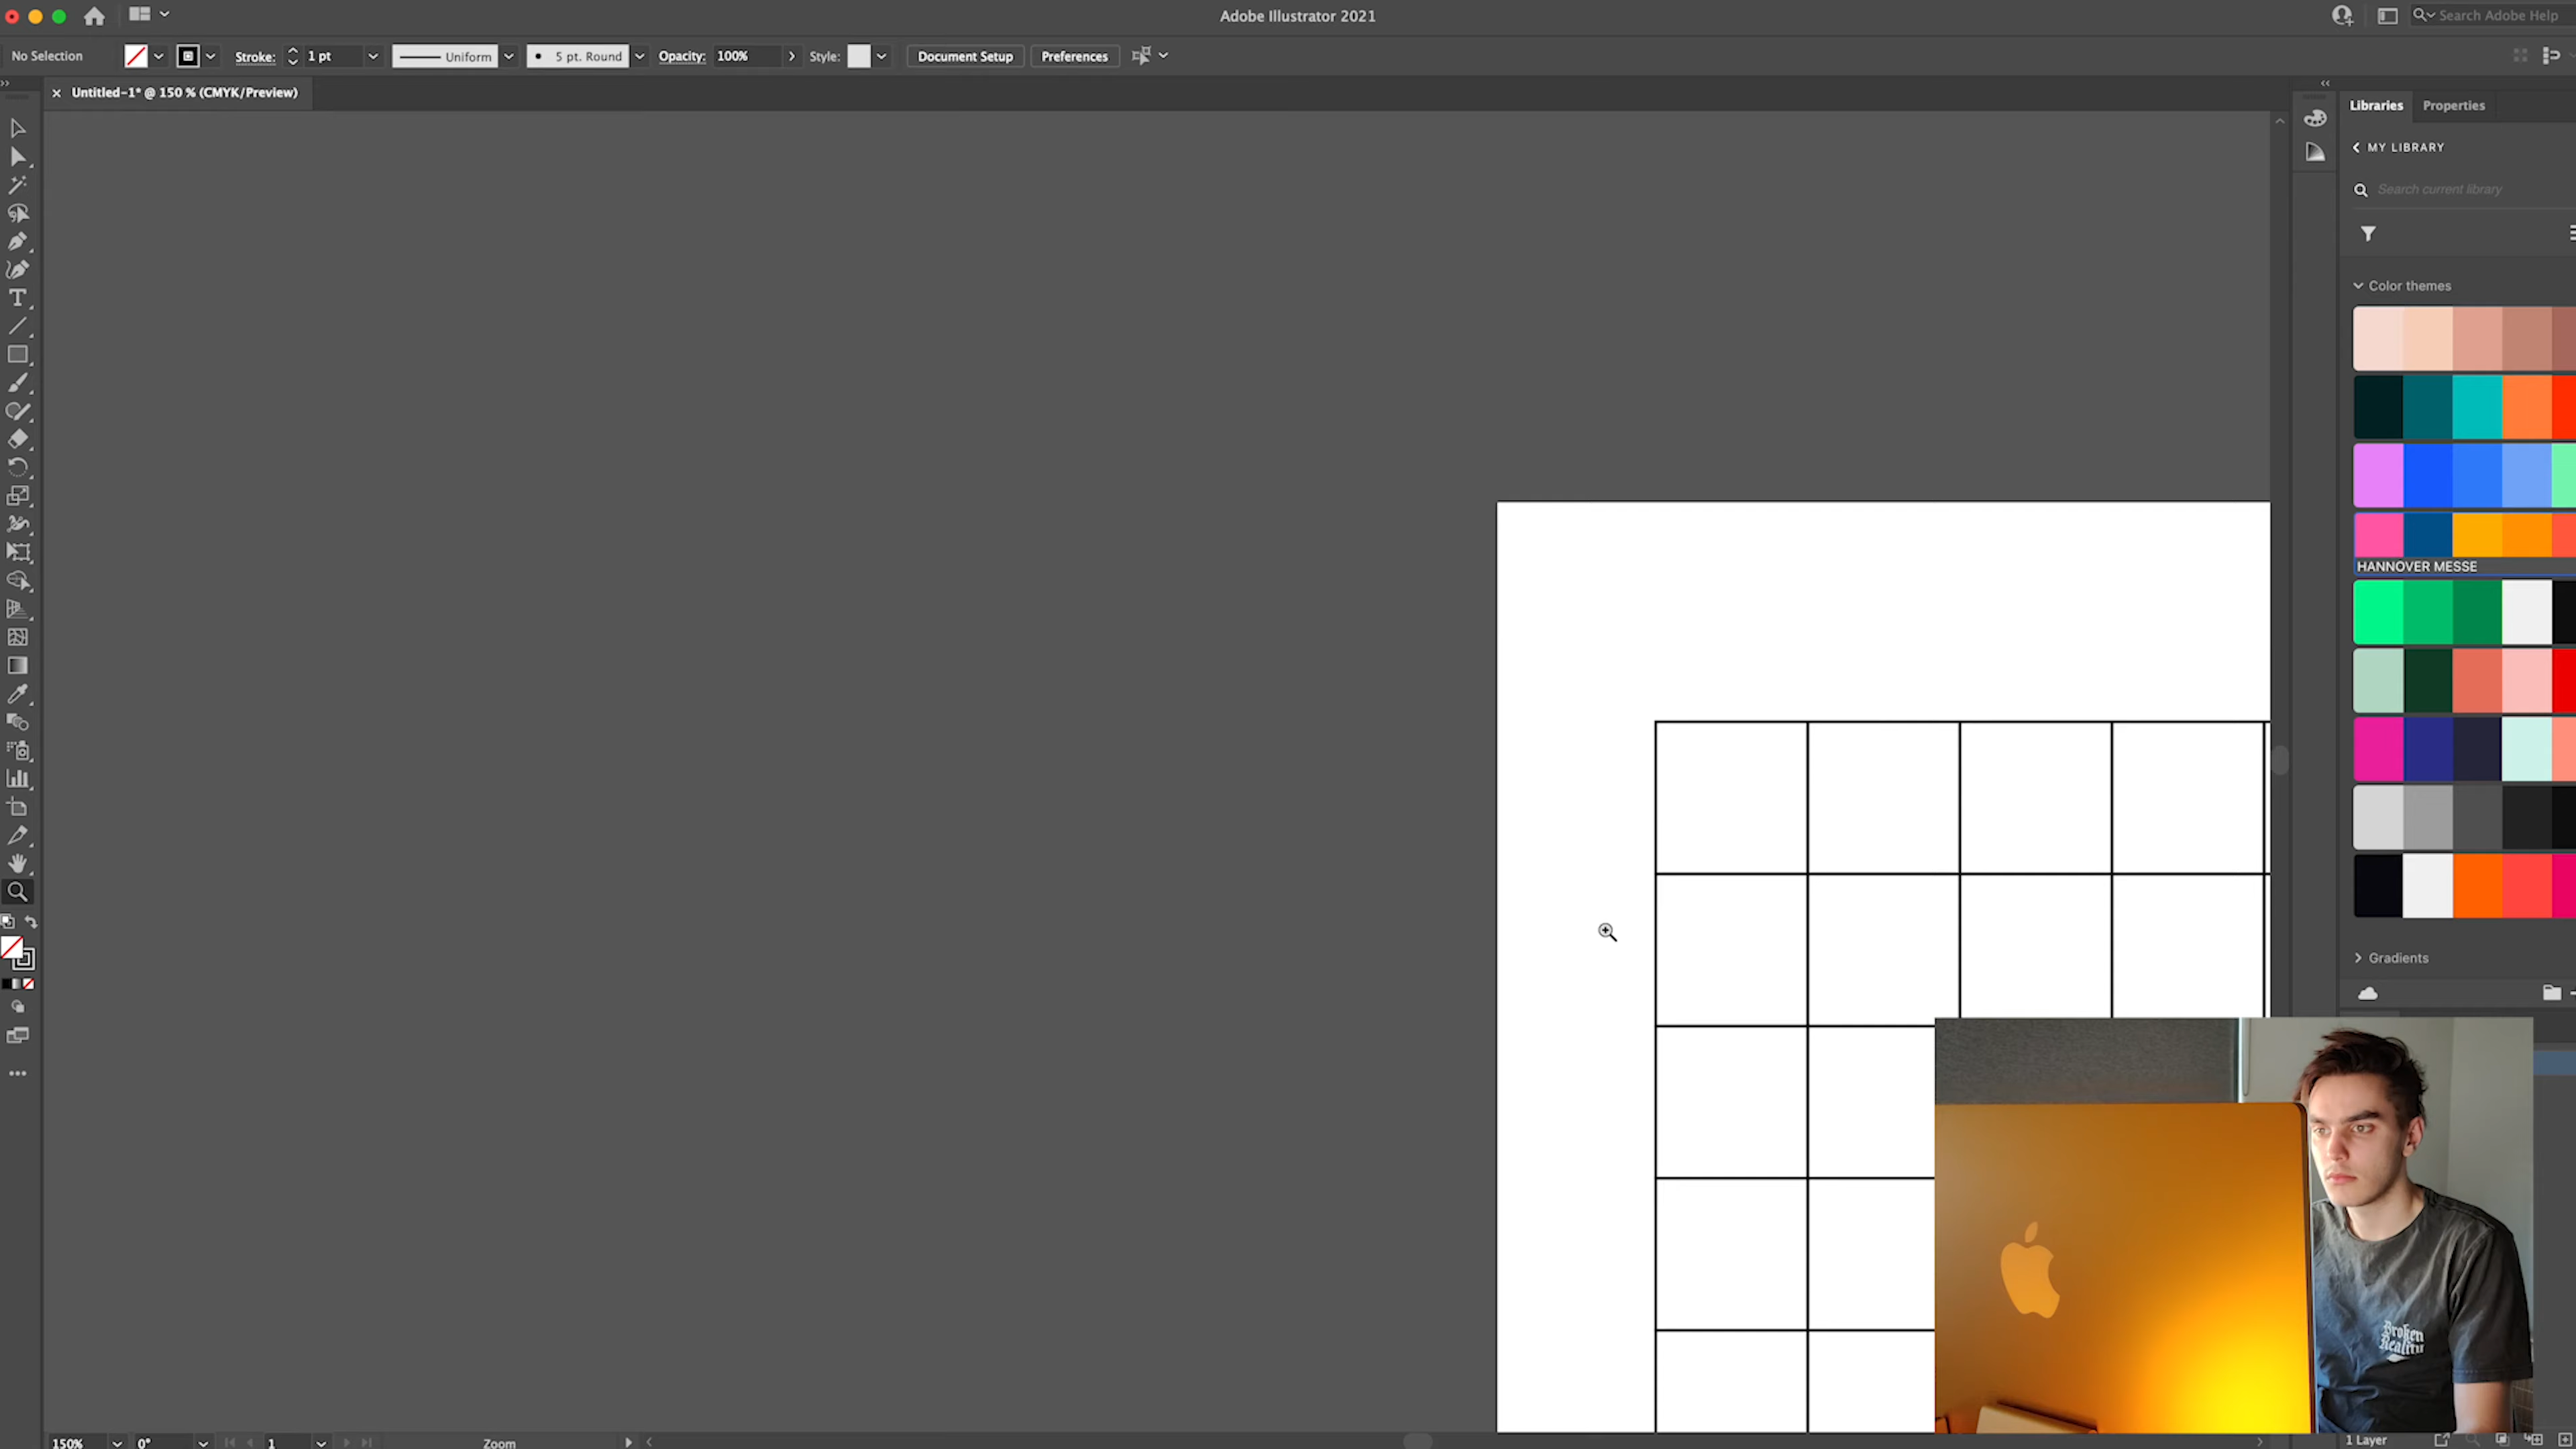 Adobe Illustrator 2021
Search Adobe Help
No Selection
Stroke: 1 pt
Uniform
5 pt. Round
Opacity: 100%
Style:
Document Setup
Preferences
× Untitled-1* @ 150 % (CMYK/Preview)
Libraries
Properties
MY LIBRARY
Search current library
Color themes
HANNOVER MESSE
Gradients
Broken
Reality
150%
0°
1
Zoom
1 Layer